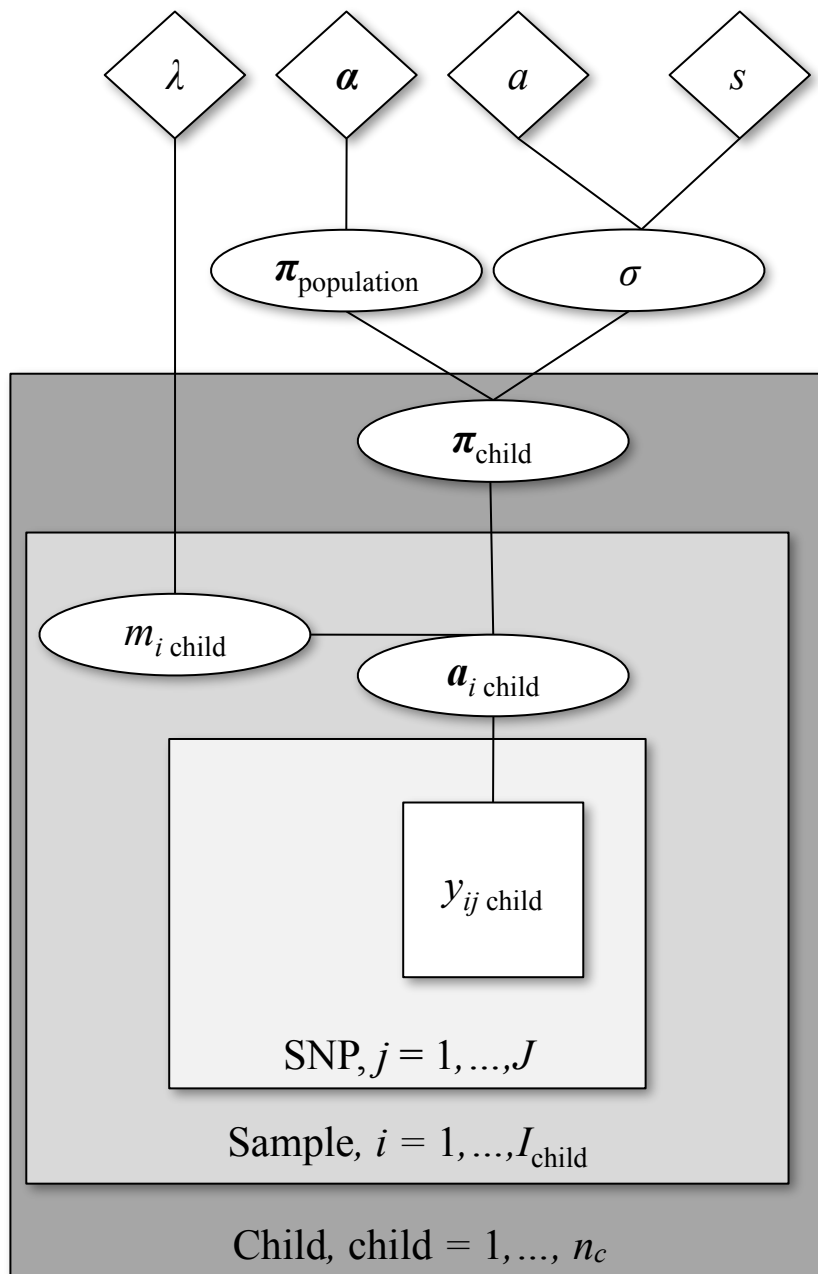 λ
α
a
s
π population
σ
π child
m i child
a i child
y ij child
SNP, j = 1,...,J
Sample, i = 1,...,I child
Child, child = 1,..., n c